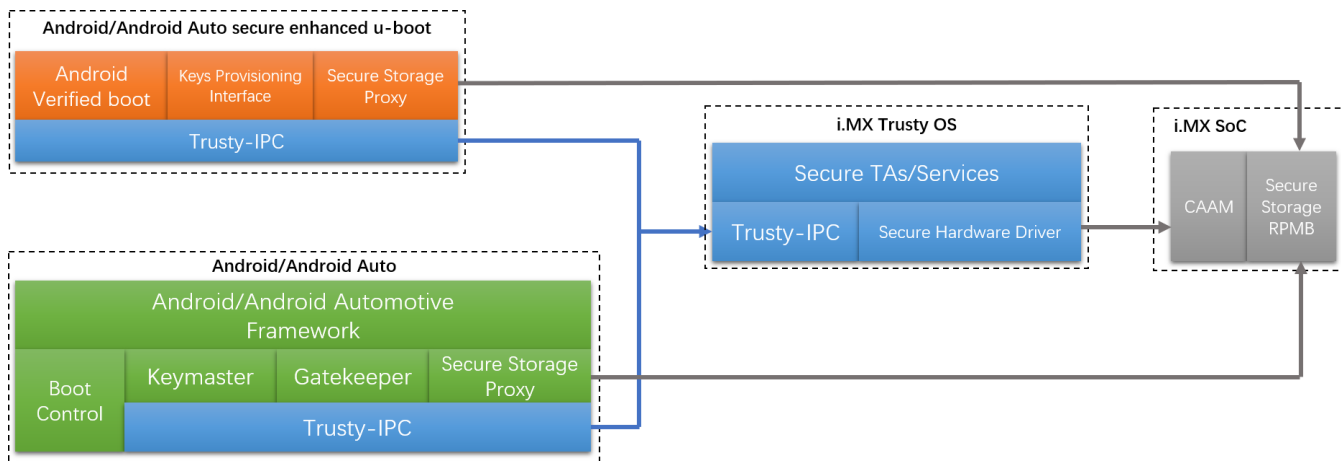 Android/Android Auto secure enhanced u-boot
Android
Verified boot
Keys Provisioning
Interface
Secure Storage
Proxy
Trusty-IPC
i.MX Trusty OS
Secure TAs/Services
Trusty-IPC
Secure Hardware Driver
i.MX SoC
CAAM
Secure
Storage
RPMB
Android/Android Auto
Android/Android Automotive
Framework
Boot
Control
Keymaster
Gatekeeper
Secure Storage
Proxy
Trusty-IPC